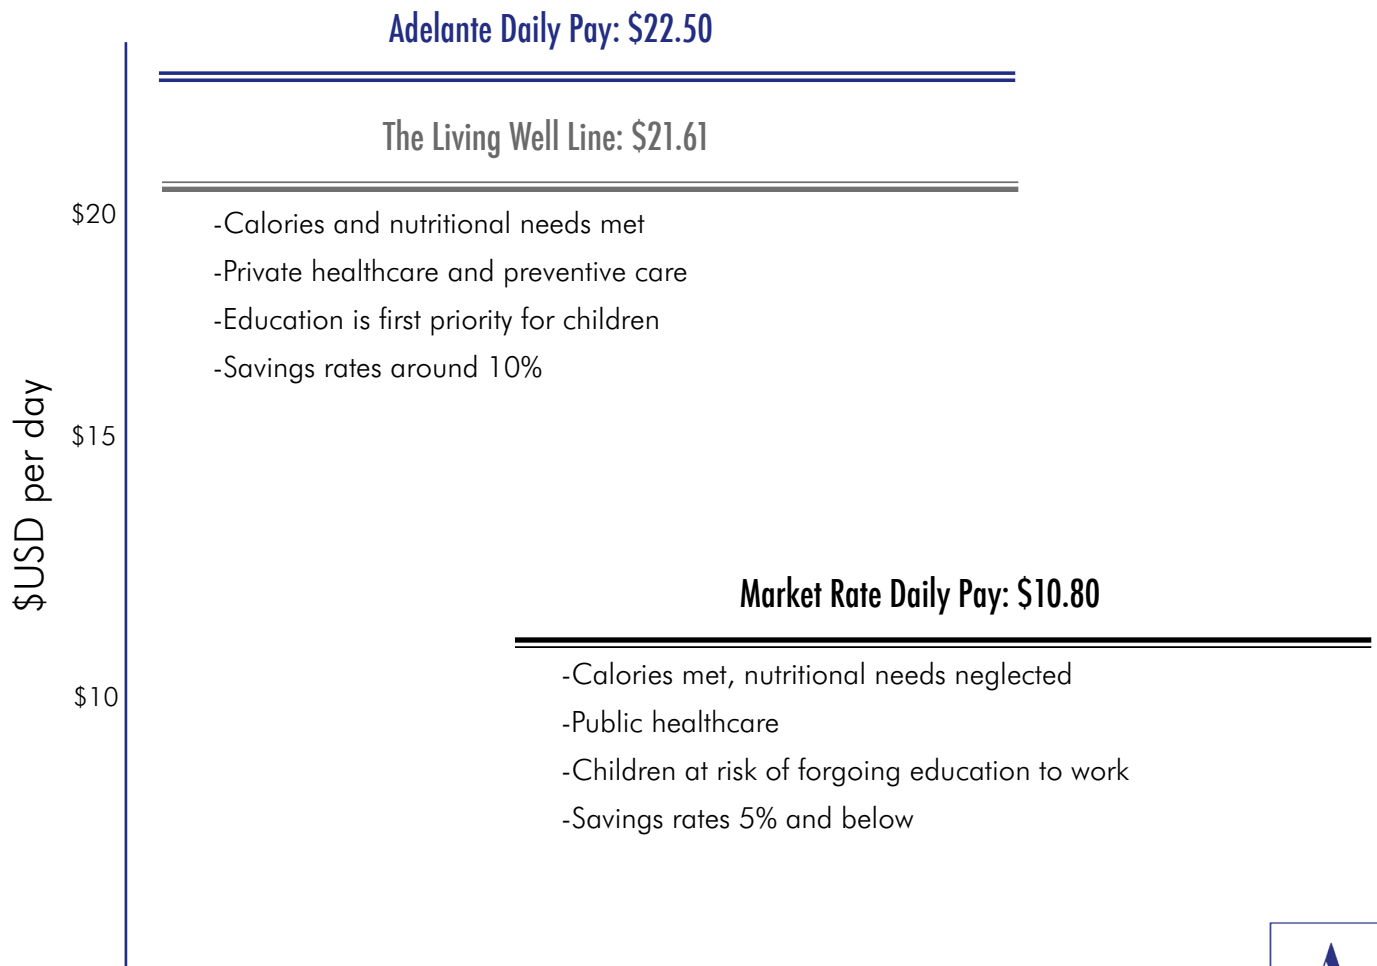 Adelante Daily Pay: $22.50
The Living Well Line: $21.61
$20
-Calories and nutritional needs met
-Private healthcare and preventive care
-Education is first priority for children
-Savings rates around 10%
$15
$USD per day
Market Rate Daily Pay: $10.80
-Calories met, nutritional needs neglected
$10
-Public healthcare
-Children at risk of forgoing education to work
-Savings rates 5% and below